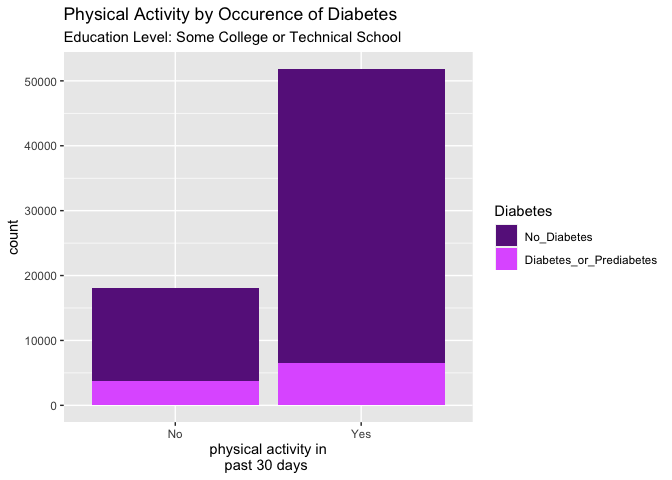 Physical Activity by Occurence of Diabetes
Education Level: Some College or Technical School
50000
40000
30000
20000
10000
0
count
No
Yes
physical activity in
past 30 days
Diabetes
No_Diabetes
Diabetes_or_Prediabetes